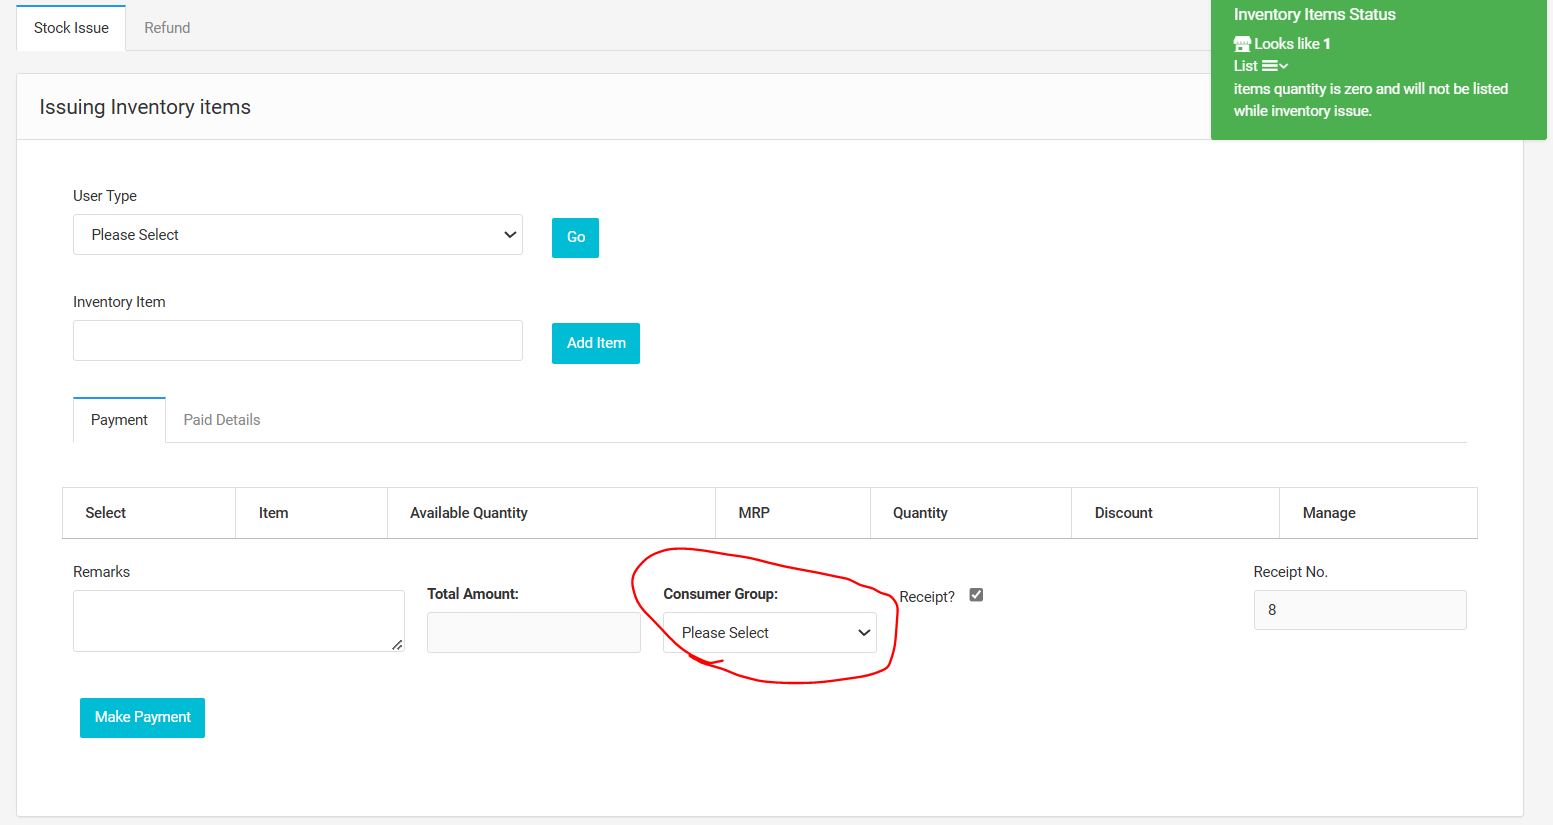 Stock Issue
Refund
Inventory Items Status
Looks like 1
List
items quantity is zero and will not be listed
while inventory issue.
Issuing Inventory items
User Type
Please Select
Go
Inventory Item
Add Item
Payment
Paid Details
Select
Item
Available Quantity
MRP
Quantity
Discount
Manage
Remarks
Total Amount:
Consumer Group:
Please Select
Receipt?
Receipt No.
8
Make Payment